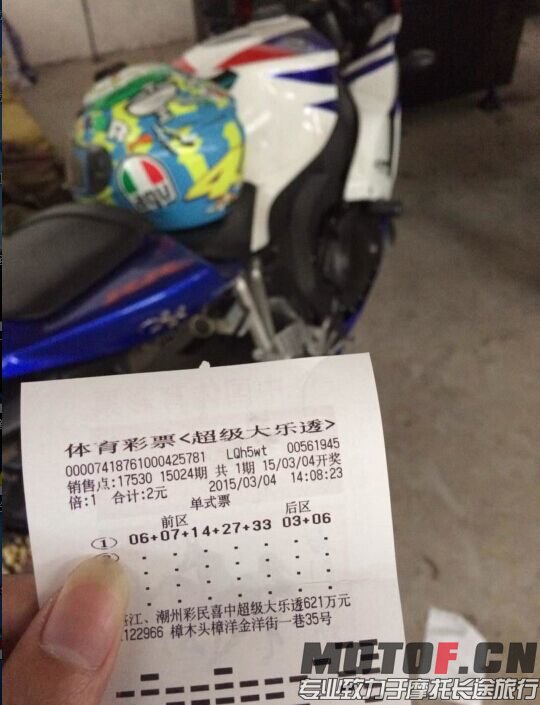 AGV
4
体育彩票<超级大乐透>
00007418761000425781 LQh5wt 00561945
销售点:17530 15024期 共 1期 15/03/04开奖
倍:1 合计:2元 2015/03/04 14:08:23
单式票
前区 后区
① 06+07+14+27+33 03+06
江、潮州彩民喜中超级大乐透621万元
122966 樟木头樟洋金洋街一巷35号
MOTOF.CN
专业致力于摩托长途旅行